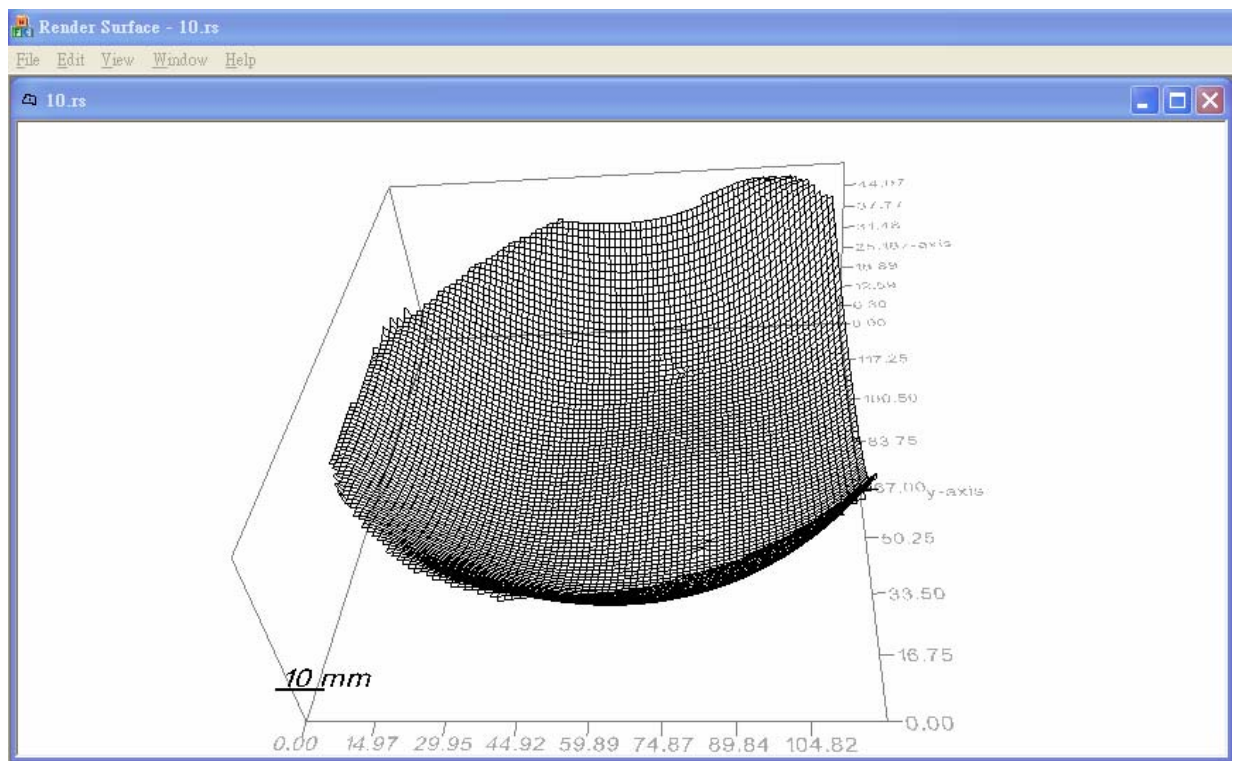 Render Surface - 10.rs
File Edit View Window Help
10.rs
44.07
37.77
31.48
25.18 z-axis
18.89
12.59
6.30
0.00
117.25
100.50
83.75
67.00 y-axis
50.25
33.50
16.75
0.00
10 mm
0.00 14.97 29.95 44.92 59.89 74.87 89.84 104.82